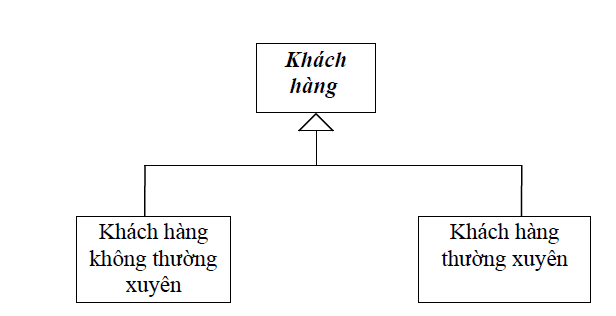 Khách
hàng
Khách hàng
không thường
xuyên
Khách hàng
thường xuyên